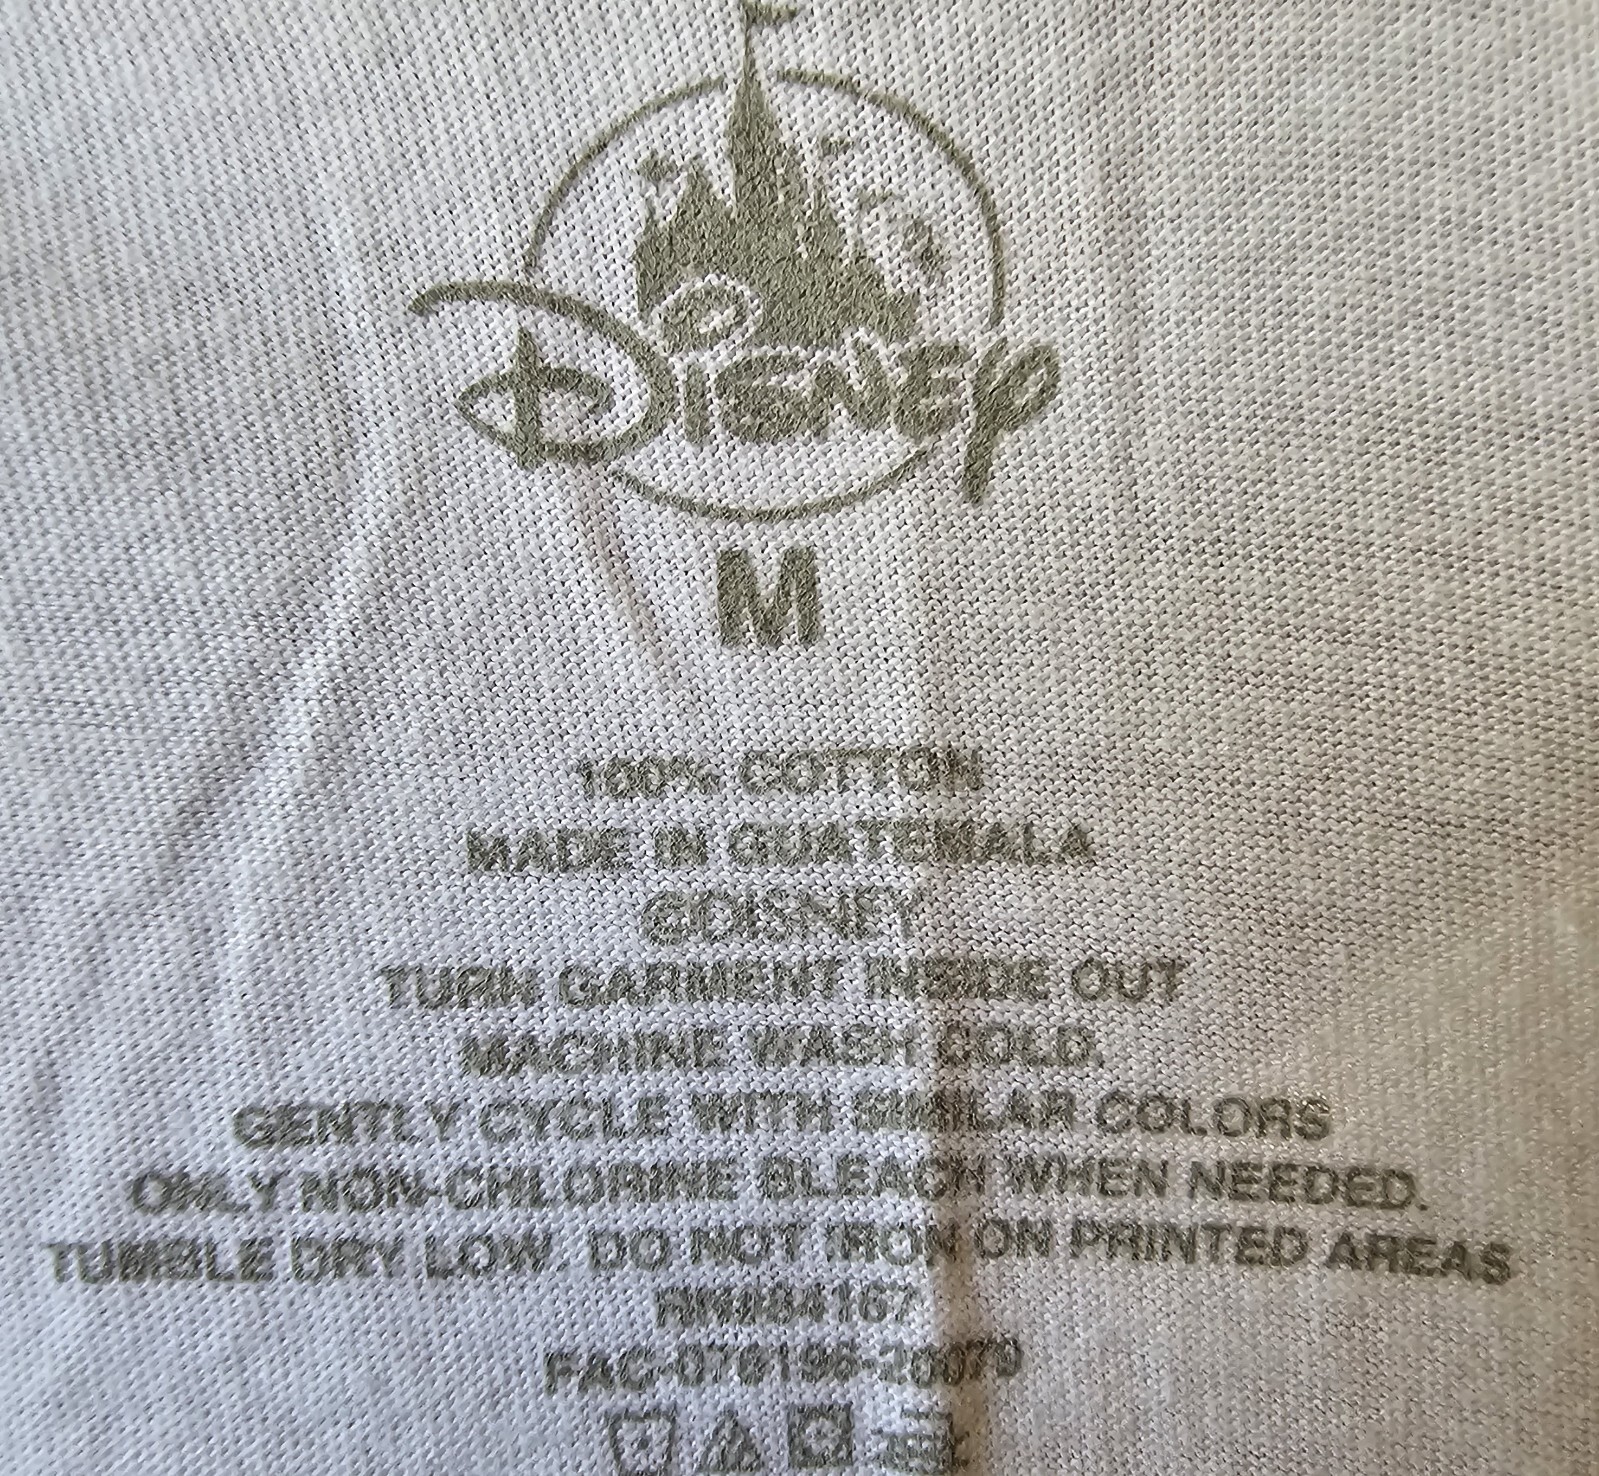 Disney
M
100% COTTON
MADE IN GUATEMALA
©DISNEY
TURN GARMENT INSIDE OUT
MACHINE WASH COLD.
GENTLY CYCLE WITH SIMILAR COLORS
ONLY NON-CHLORINE BLEACH WHEN NEEDED.
TUMBLE DRY LOW. DO NOT IRON ON PRINTED AREAS